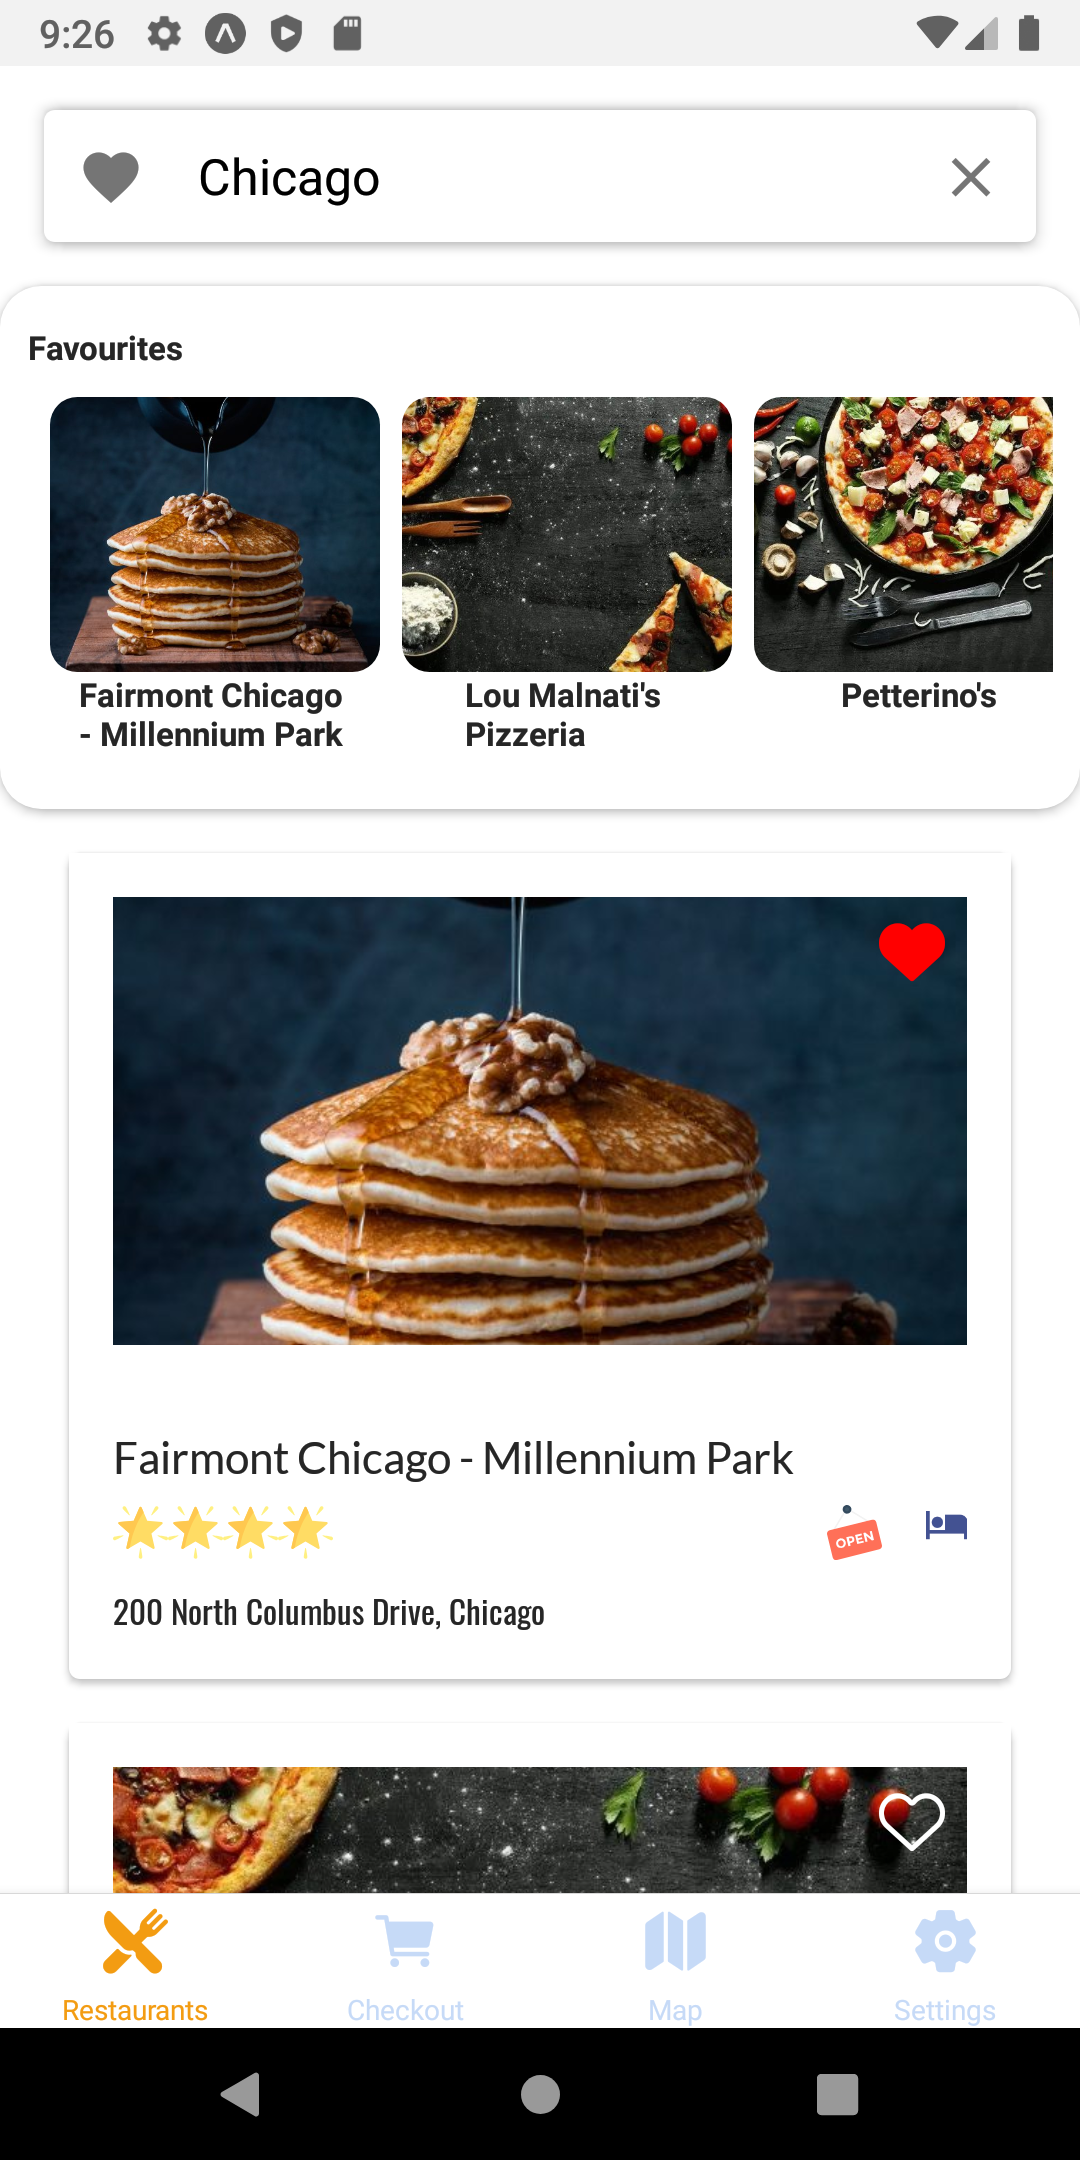 9:26
Chicago
Favourites
Fairmont Chicago
- Millennium Park
Lou Malnati's
Pizzeria
Petterino's
Fairmont Chicago - Millennium Park
OPEN
200 North Columbus Drive, Chicago
Restaurants
Checkout
Map
Settings